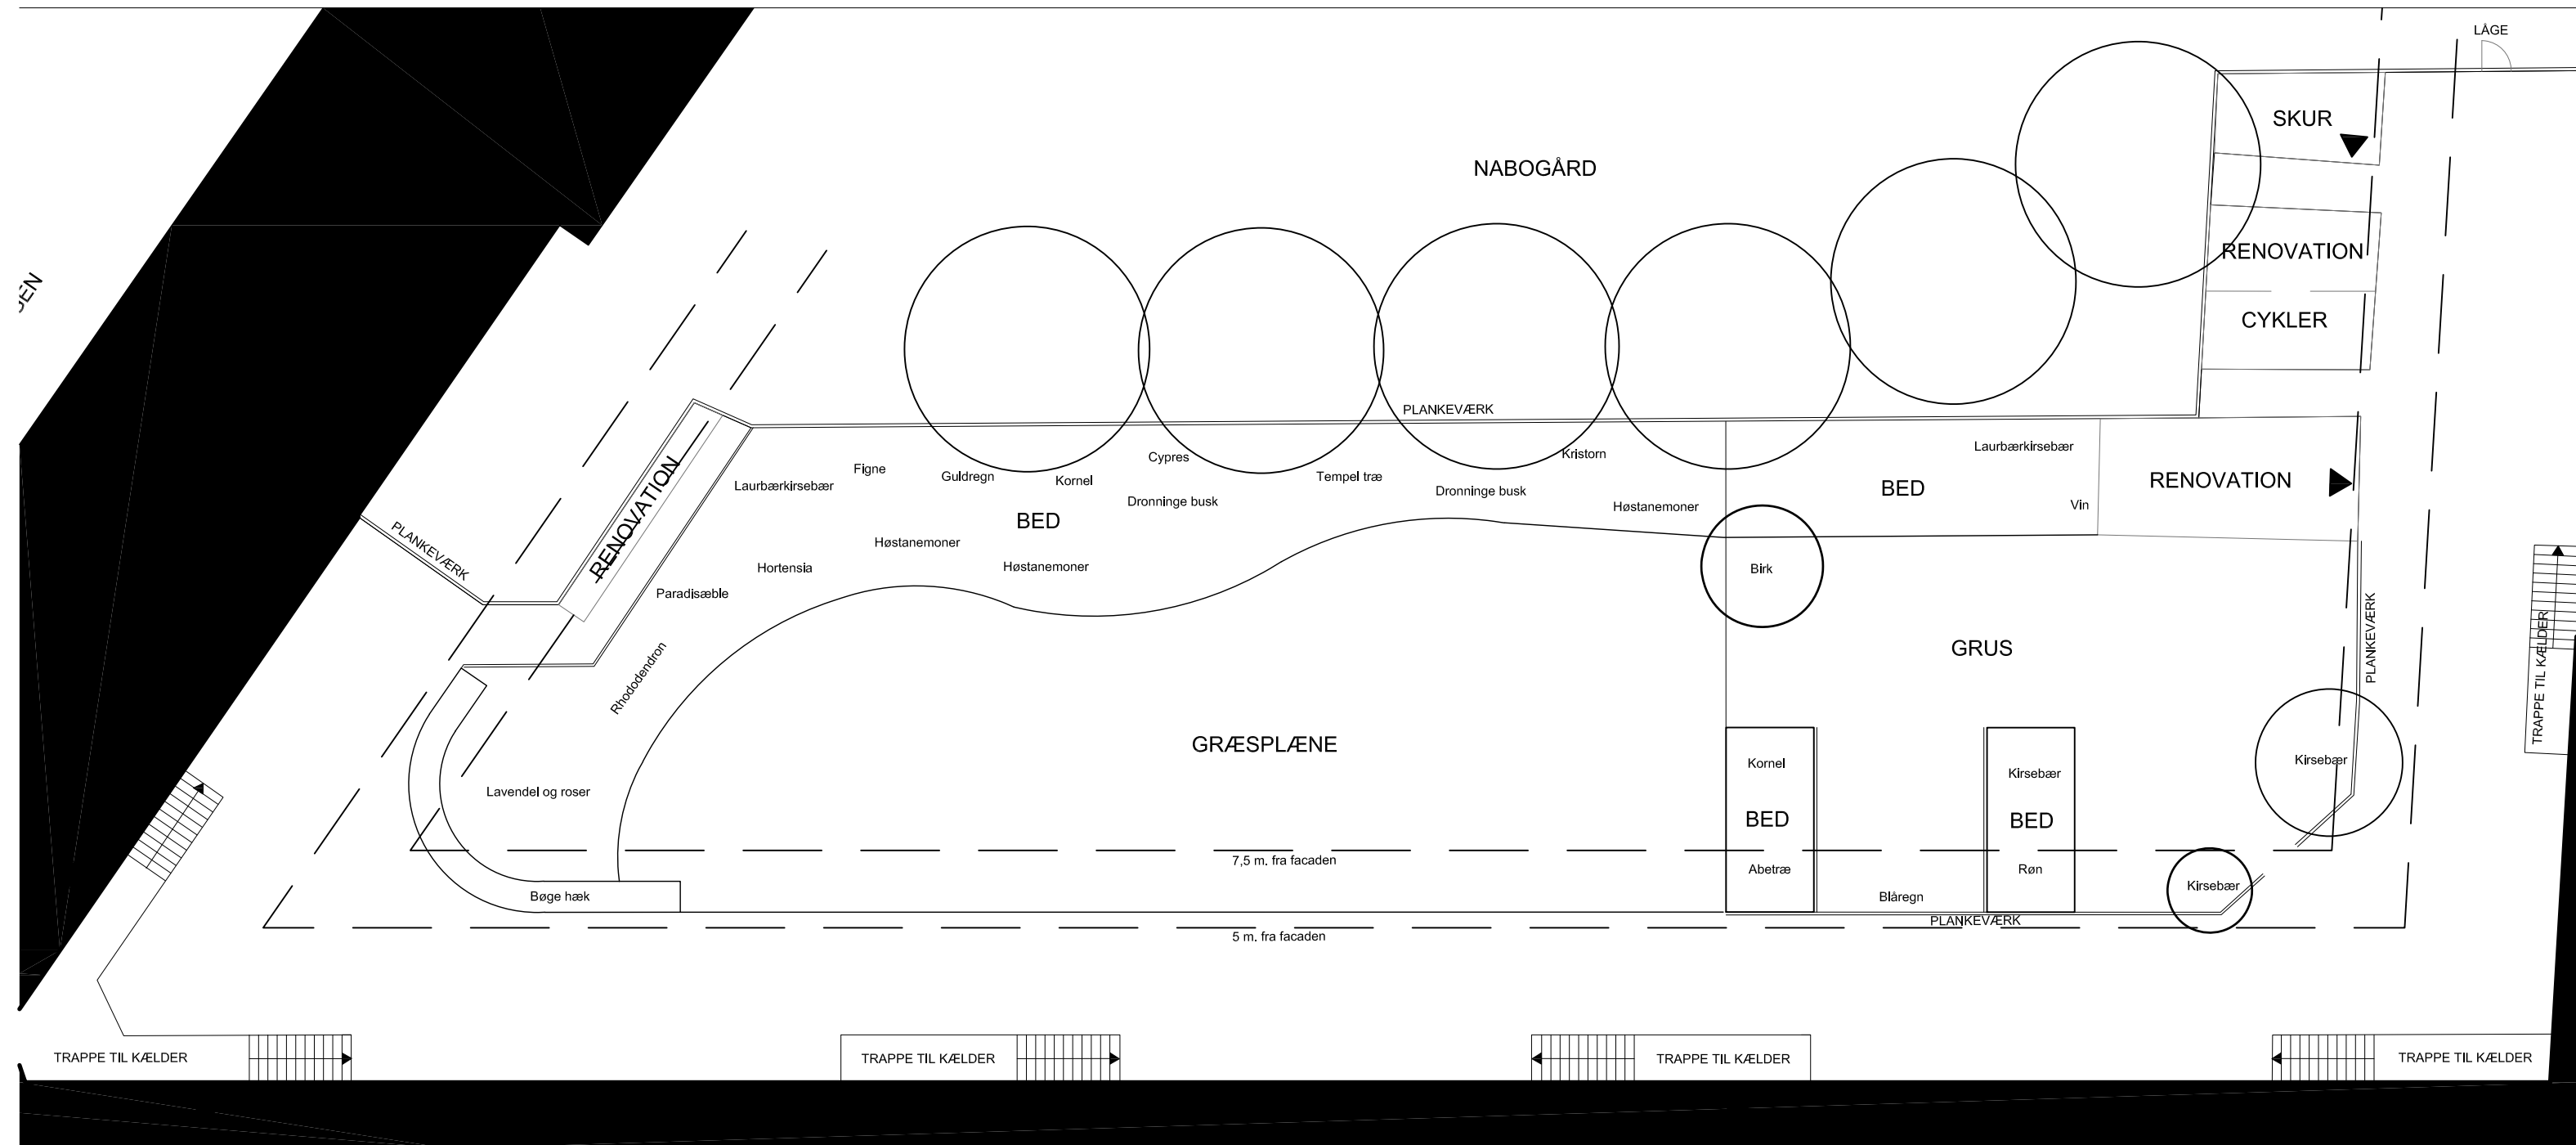 LÅGE
SKUR
NABOGÅRD
RENOVATION
CYKLER
PLANKEVÆRK
Laurbærkirsebær
Kristorn
Cypres
Figne
Guldregn
Kornel
Tempel træ
Laurbærkirsebær
Dronninge busk
Dronninge busk
Høstanemoner
BED
RENOVATION
Vin
BED
RENOVATION
PLANKEVÆRK
Høstanemoner
Hortensia
Høstanemoner
Birk
Paradisæble
PLANKEVÆRK
TRAPPE TIL KÆLDER
GRUS
Rhododendron
GRÆSPLÆNE
Kornel
Kirsebær
Kirsebær
Lavendel og roser
BED
BED
7,5 m. fra facaden
Abetræ
Røn
Kirsebær
Bøge hæk
Blåregn
PLANKEVÆRK
5 m. fra facaden
TRAPPE TIL KÆLDER
TRAPPE TIL KÆLDER
TRAPPE TIL KÆLDER
TRAPPE TIL KÆLDER